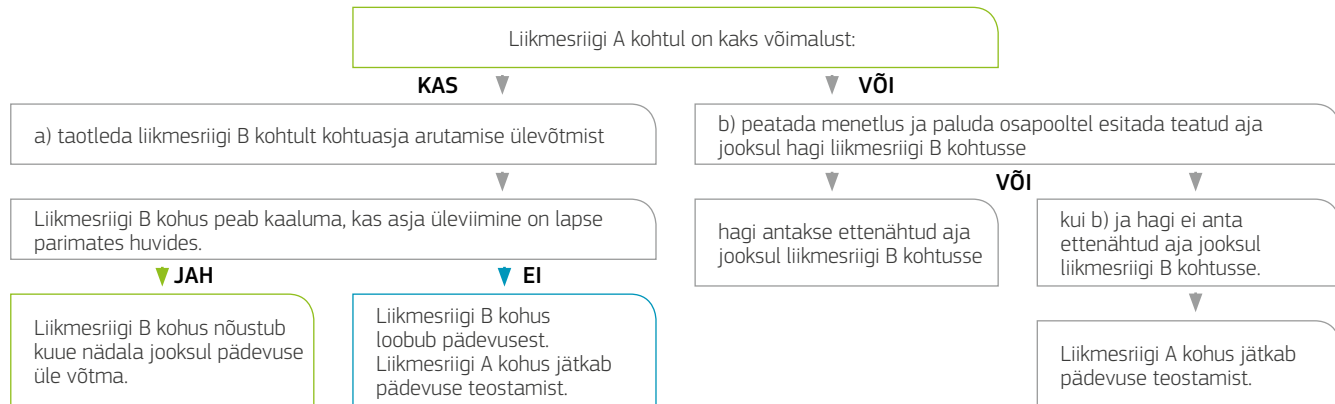 Liikmesriigi A kohtul on kaks võimalust:
KAS
VÕI
a) taotleda liikmesriigi B kohtult kohtuasja arutamise ülevõtmist
b) peatada menetlus ja paluda osapooltel esitada teatud aja
jooksul hagi liikmesriigi B kohtusse
VÕI
Liikmesriigi B kohus peab kaaluma, kas asja üleviimine on lapse
parimates huvides.
hagi antakse ettenähtud aja
jooksul liikmesriigi B kohtusse
kui b) ja hagi ei anta
ettenähtud aja jooksul
liikmesriigi B kohtusse.
JAH
EI
Liikmesriigi B kohus nõustub
kuue nädala jooksul pädevuse
üle võtma.
Liikmesriigi B kohus
loobub pädevusest.
Liikmesriigi A kohus jätkab
pädevuse teostamist.
Liikmesriigi A kohus jätkab
pädevuse teostamist.